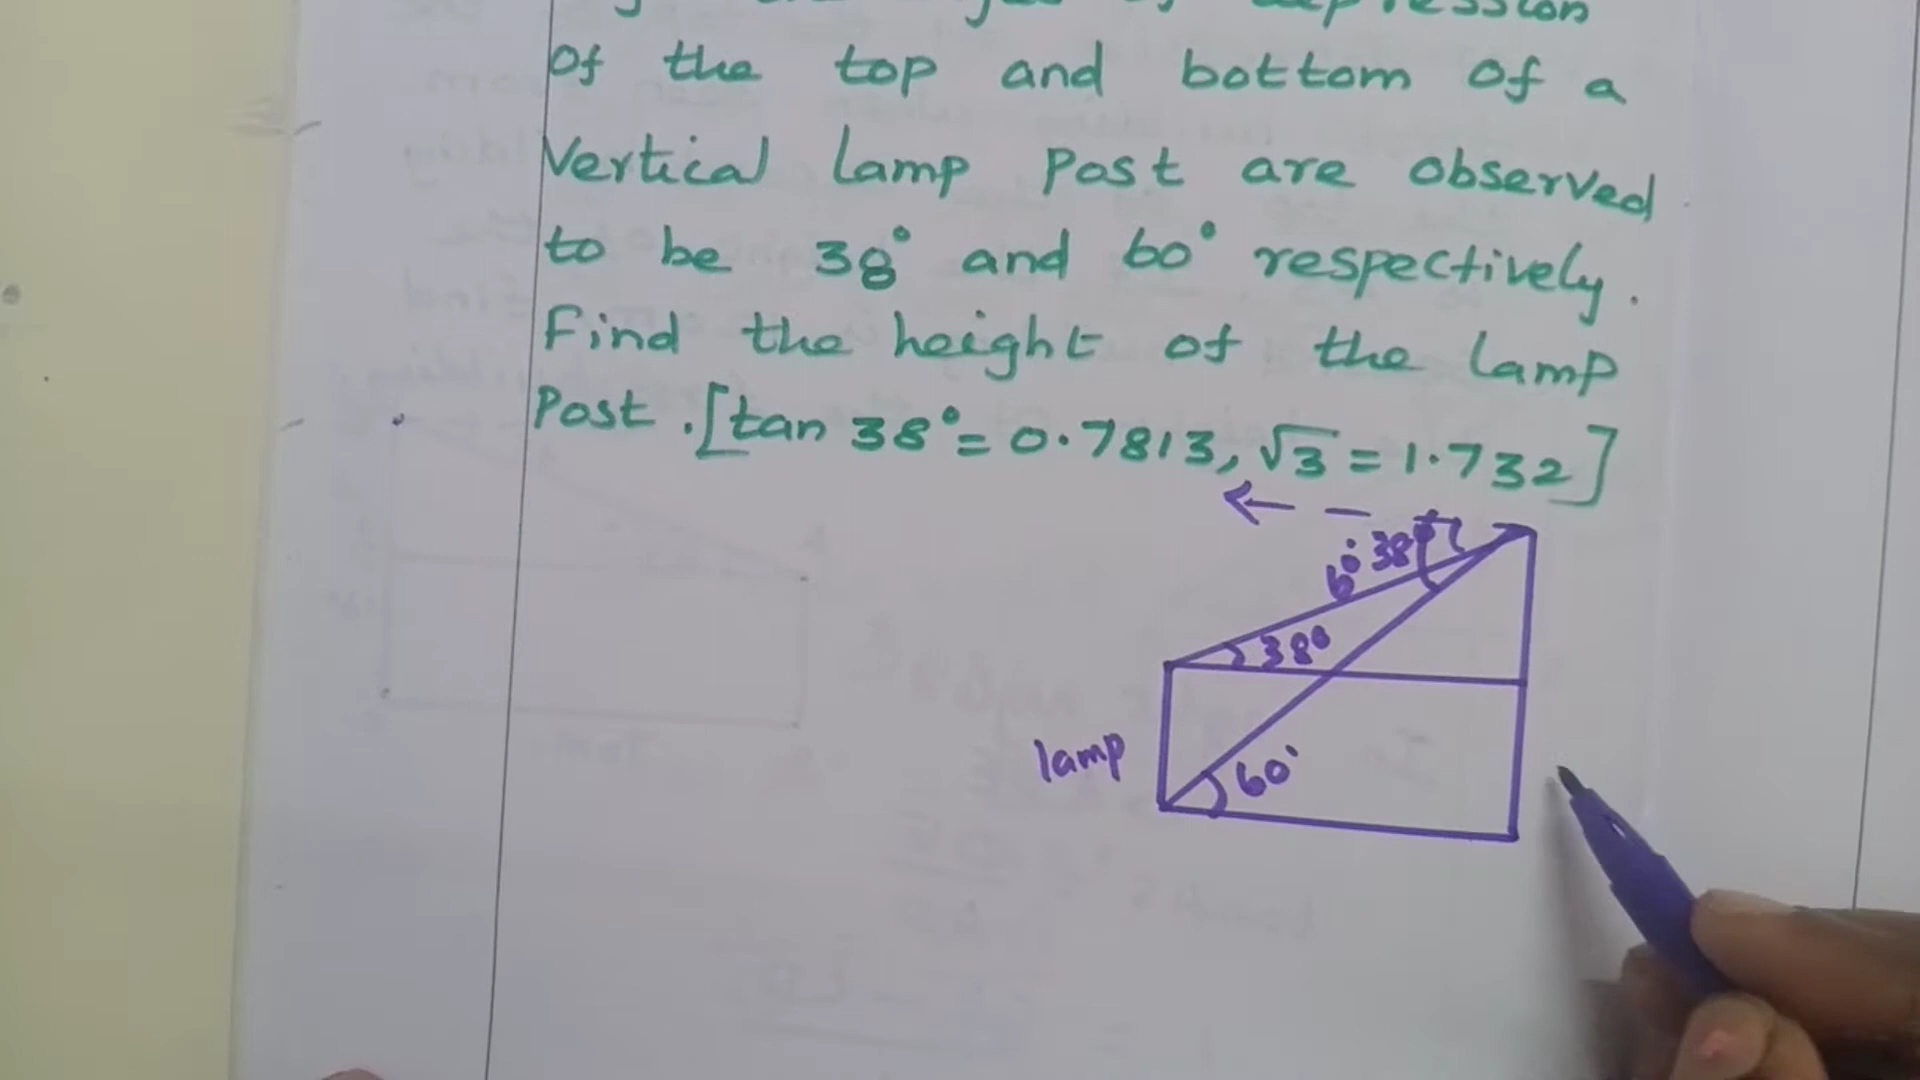 depression
Of the top and bottom Of a
Vertical lamp Post are observed
to be 38° and 60° respectively.
Find the height of the lamp
Post. [tan 38° = 0.7813, √3 = 1.732]
38°
60°
38°
lamp
60°